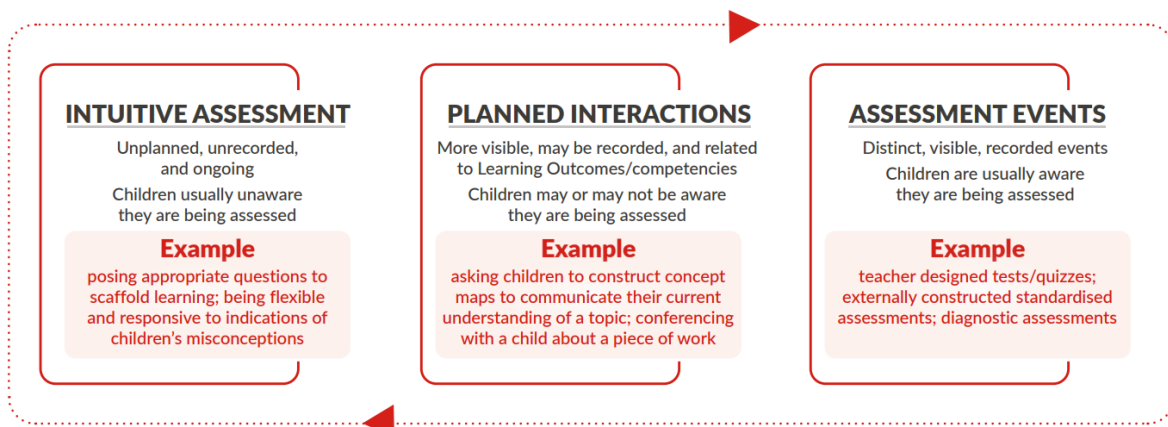 INTUITIVE ASSESSMENT
Unplanned, unrecorded,
and ongoing
Children usually unaware
they are being assessed
Example
posing appropriate questions to
scaffold learning; being flexible
and responsive to indications of
children's misconceptions
PLANNED INTERACTIONS
More visible, may be recorded, and related
to Learning Outcomes/competencies
Children may or may not be aware
they are being assessed
Example
asking children to construct concept
maps to communicate their current
understanding of a topic; conferencing
with a child about a piece of work
ASSESSMENT EVENTS
Distinct, visible, recorded events
Children are usually aware
they are being assessed
Example
teacher designed tests/quizzes;
externally constructed standardised
assessments; diagnostic assessments